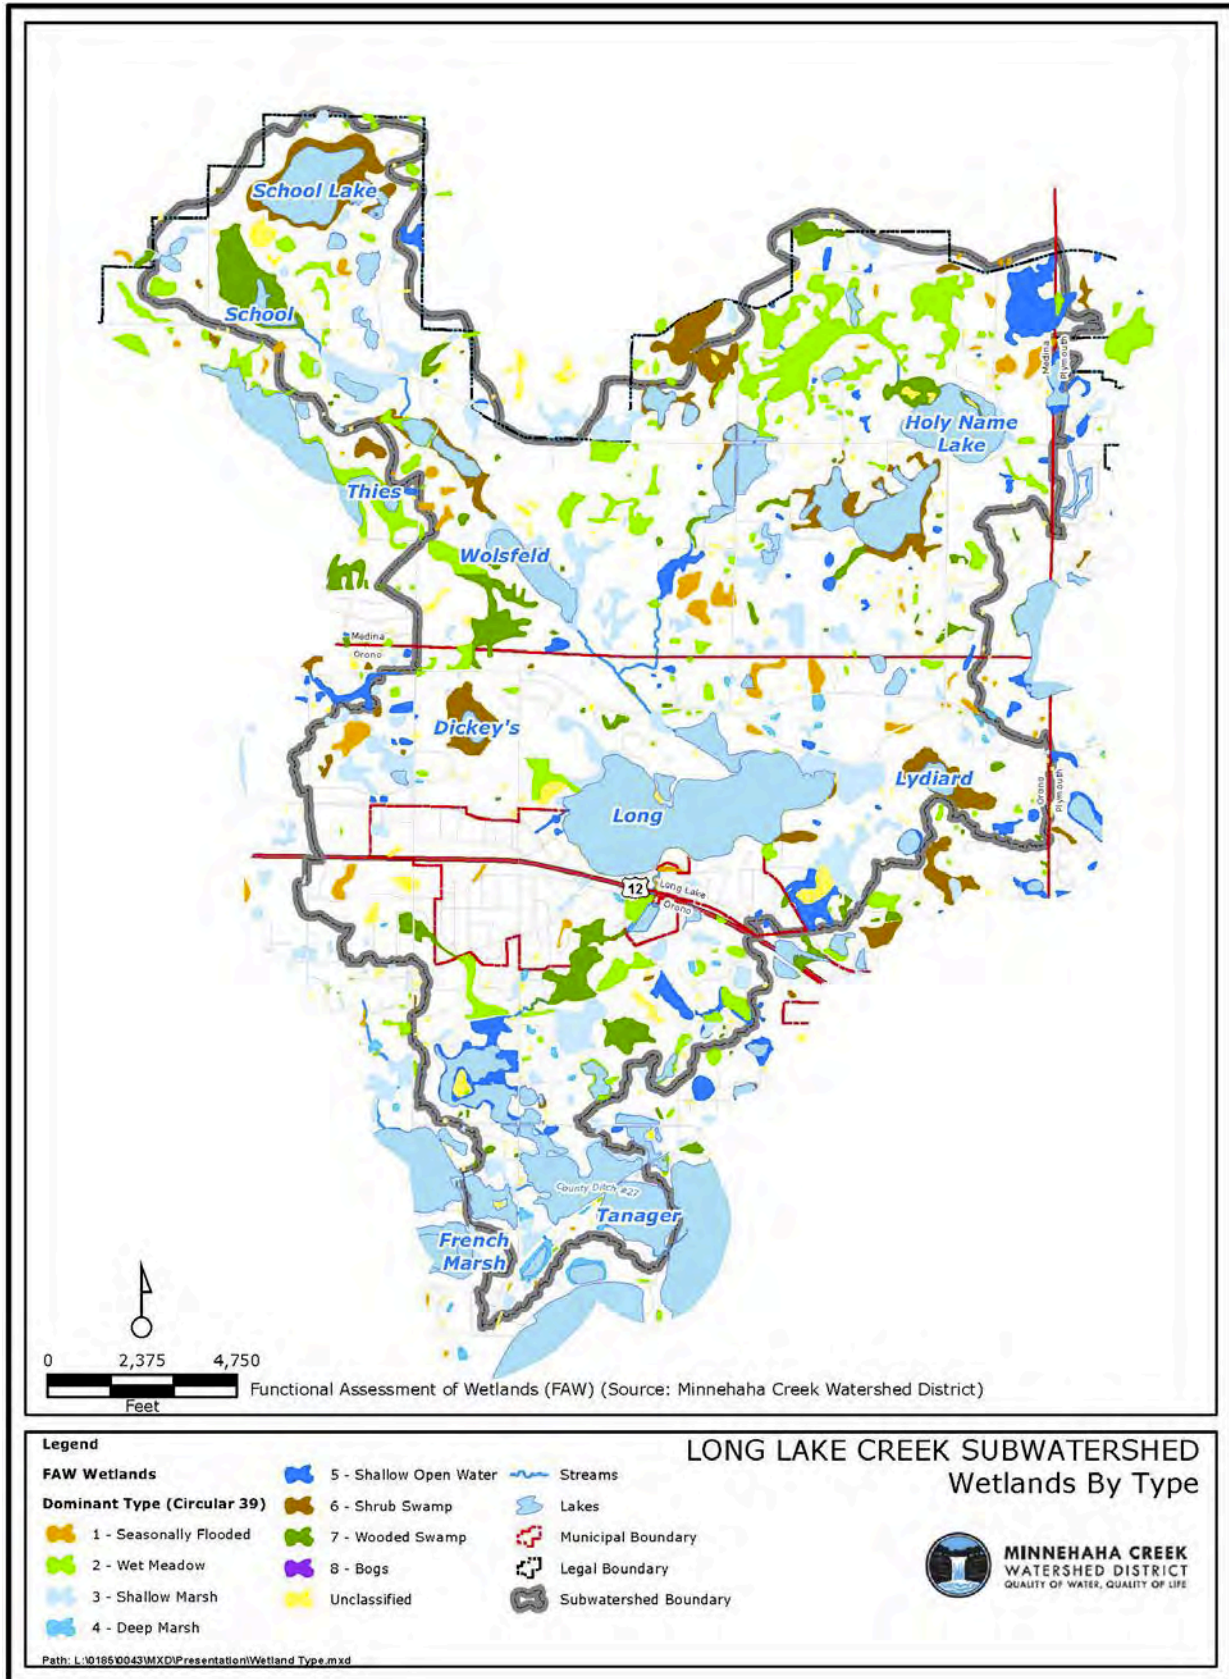 School Lake
School
Medina
Plymouth
Holy Name
Lake
Thies
Wolsfeld
Medina
Orono
Dickey's
Lydiard
Orono
Plymouth
Long
12
Long Lake
Orono
County Ditch #27
Tanager
French
Marsh
0 2,375 4,750
Feet
Functional Assessment of Wetlands (FAW) (Source: Minnehaha Creek Watershed District)
Legend
FAW Wetlands
Dominant Type (Circular 39)
1 - Seasonally Flooded
2 - Wet Meadow
3 - Shallow Marsh
4 - Deep Marsh
5 - Shallow Open Water
6 - Shrub Swamp
7 - Wooded Swamp
8 - Bogs
Unclassified
Streams
Lakes
Municipal Boundary
Legal Boundary
Subwatershed Boundary
LONG LAKE CREEK SUBWATERSHED
Wetlands By Type
MINNEHAHA CREEK
WATERSHED DISTRICT
QUALITY OF WATER, QUALITY OF LIFE
Path: L:\0185\0043\MXD\Presentation\Wetland Type.mxd